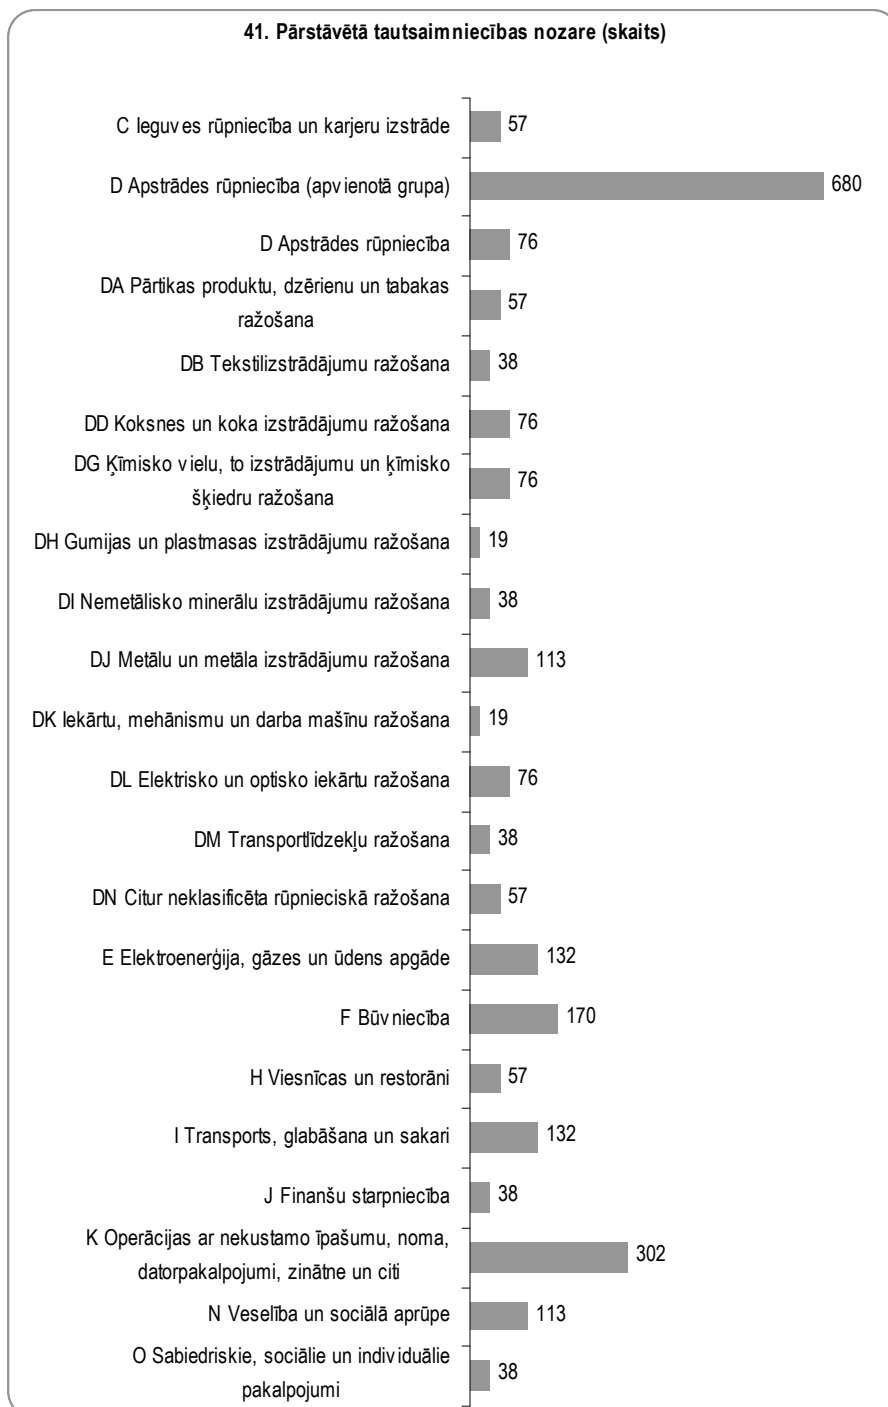 41. Pārstāvētā tautsaimniecības nozare (skaits)
C Ieguves rūpniecība un karjeru izstrāde 57
D Apstrādes rūpniecība (apvienotā grupa) 680
D Apstrādes rūpniecība 76
DA Pārtikas produktu, dzērienu un tabakas
ražošana 57
DB Tekstilizstrādājumu ražošana 38
DD Koksnes un koka izstrādājumu ražošana 76
DG Ķīmisko vielu, to izstrādājumu un ķīmisko
šķiedru ražošana 76
DH Gumijas un plastmasas izstrādājumu ražošana 19
DI Nemetālisko minerālu izstrādājumu ražošana 38
DJ Metālu un metāla izstrādājumu ražošana 113
DK Iekārtu, mehānismu un darba mašīnu ražošana 19
DL Elektrisko un optisko iekārtu ražošana 76
DM Transportlīdzekļu ražošana 38
DN Citur neklasificēta rūpnieciskā ražošana 57
E Elektroenerģija, gāzes un ūdens apgāde 132
F Būvniecība 170
H Viesnīcas un restorāni 57
I Transports, glabāšana un sakari 132
J Finanšu starpniecība 38
K Operācijas ar nekustamo īpašumu, noma,
datorpakalpojumi, zinātne un citi 302
N Veselība un sociālā aprūpe 113
O Sabiedriskie, sociālie un individuālie
pakalpojumi 38